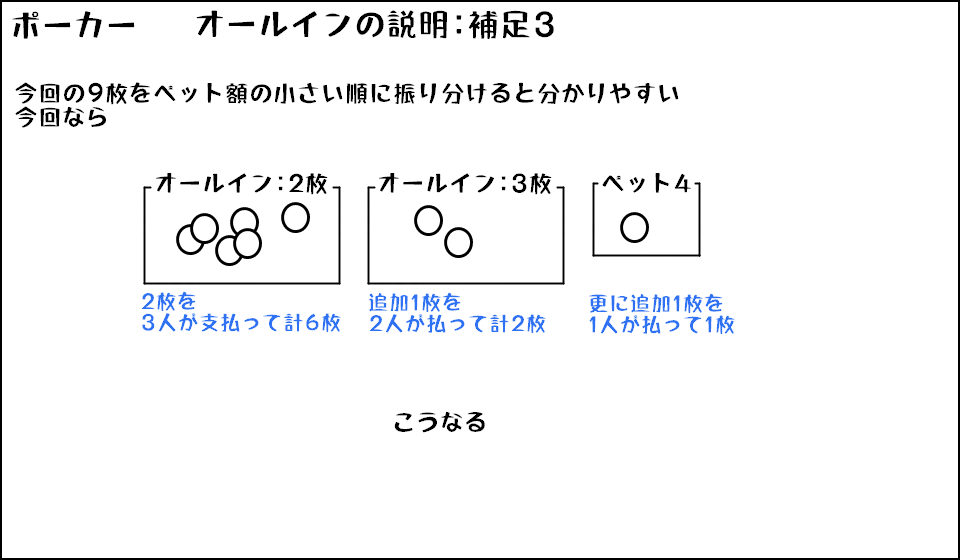 ポーカー　　オールインの説明：補足3
今回の9枚をベット額の小さい順に振り分けると分かりやすい
今回なら
オールイン：2枚
オールイン：3枚
ベット4
2枚を
3人が支払って計6枚
追加1枚を
2人が払って計2枚
更に追加1枚を
1人が払って1枚
こうなる